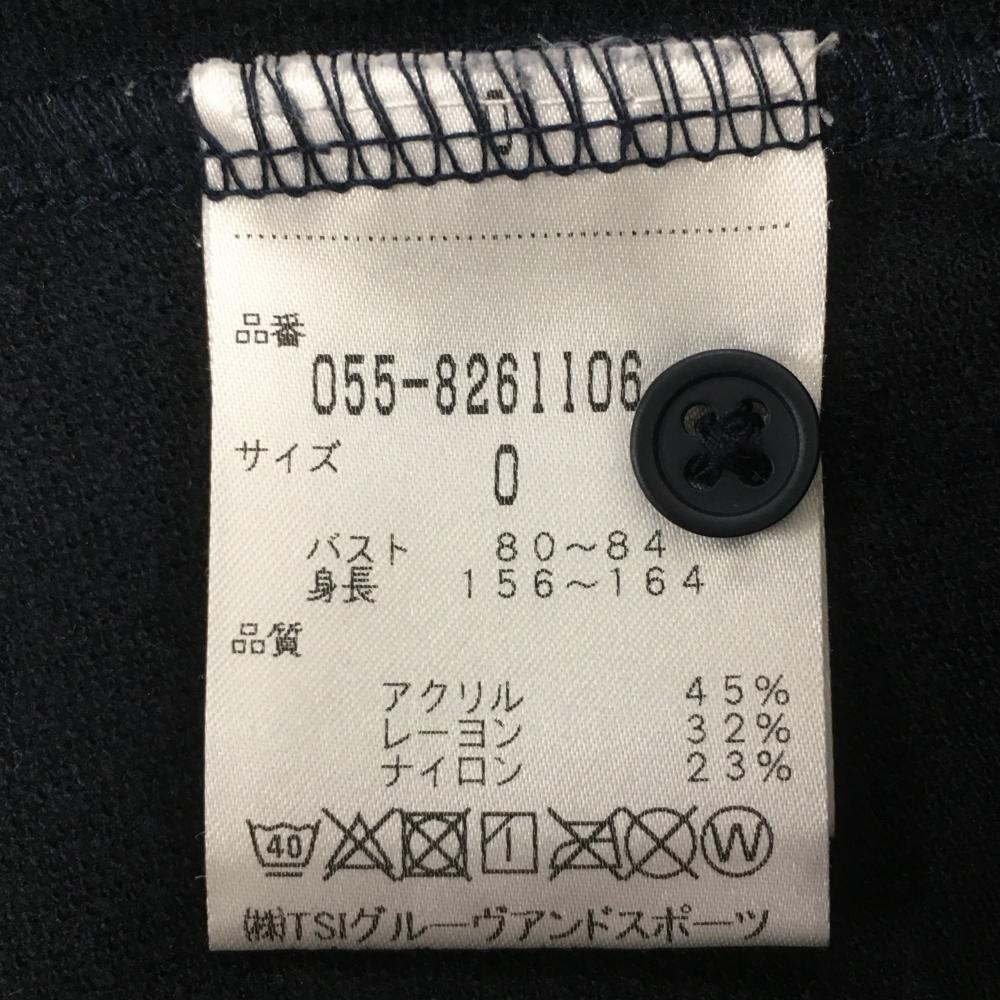 品番
055-8261106
サイズ 0
バスト 80～84
身長 156～164
品質
アクリル 45%
レーヨン 32%
ナイロン 23%
40 W
(株)TSIグルーヴアンドスポーツ